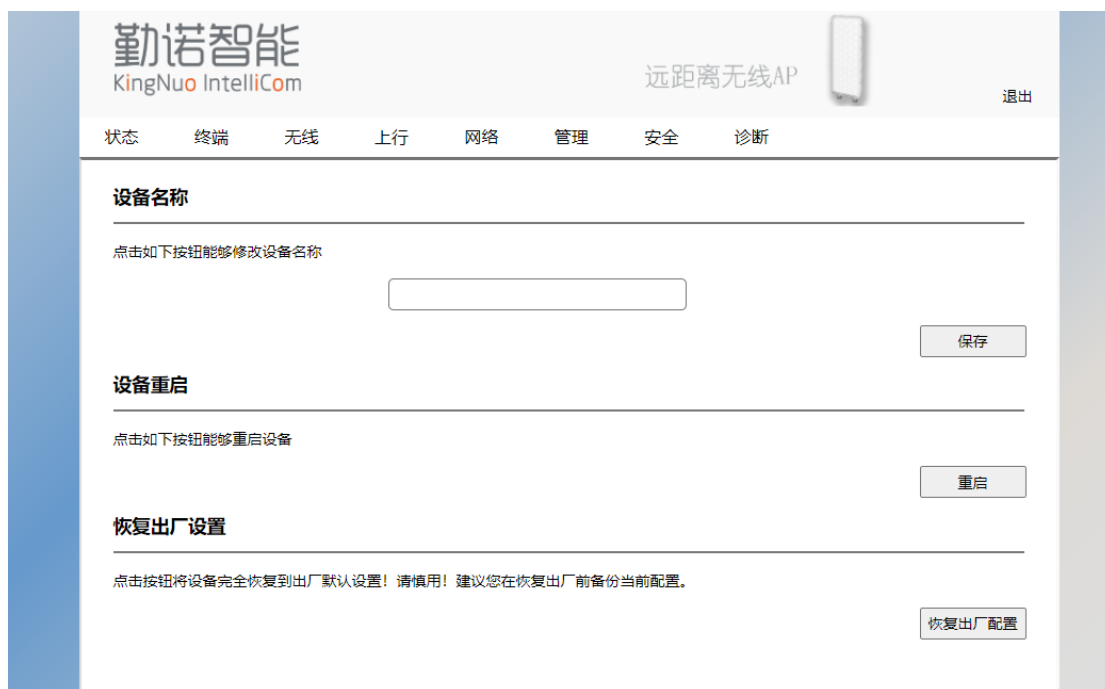 勤诺智能
KingNuo IntelliCom
远距离无线AP
退出
状态 终端 无线 上行 网络 管理 安全 诊断
设备名称
点击如下按钮能够修改设备名称
保存
设备重启
点击如下按钮能够重启设备
重启
恢复出厂设置
点击按钮将设备完全恢复到出厂默认设置！请慎用！建议您在恢复出厂前备份当前配置。
恢复出厂配置